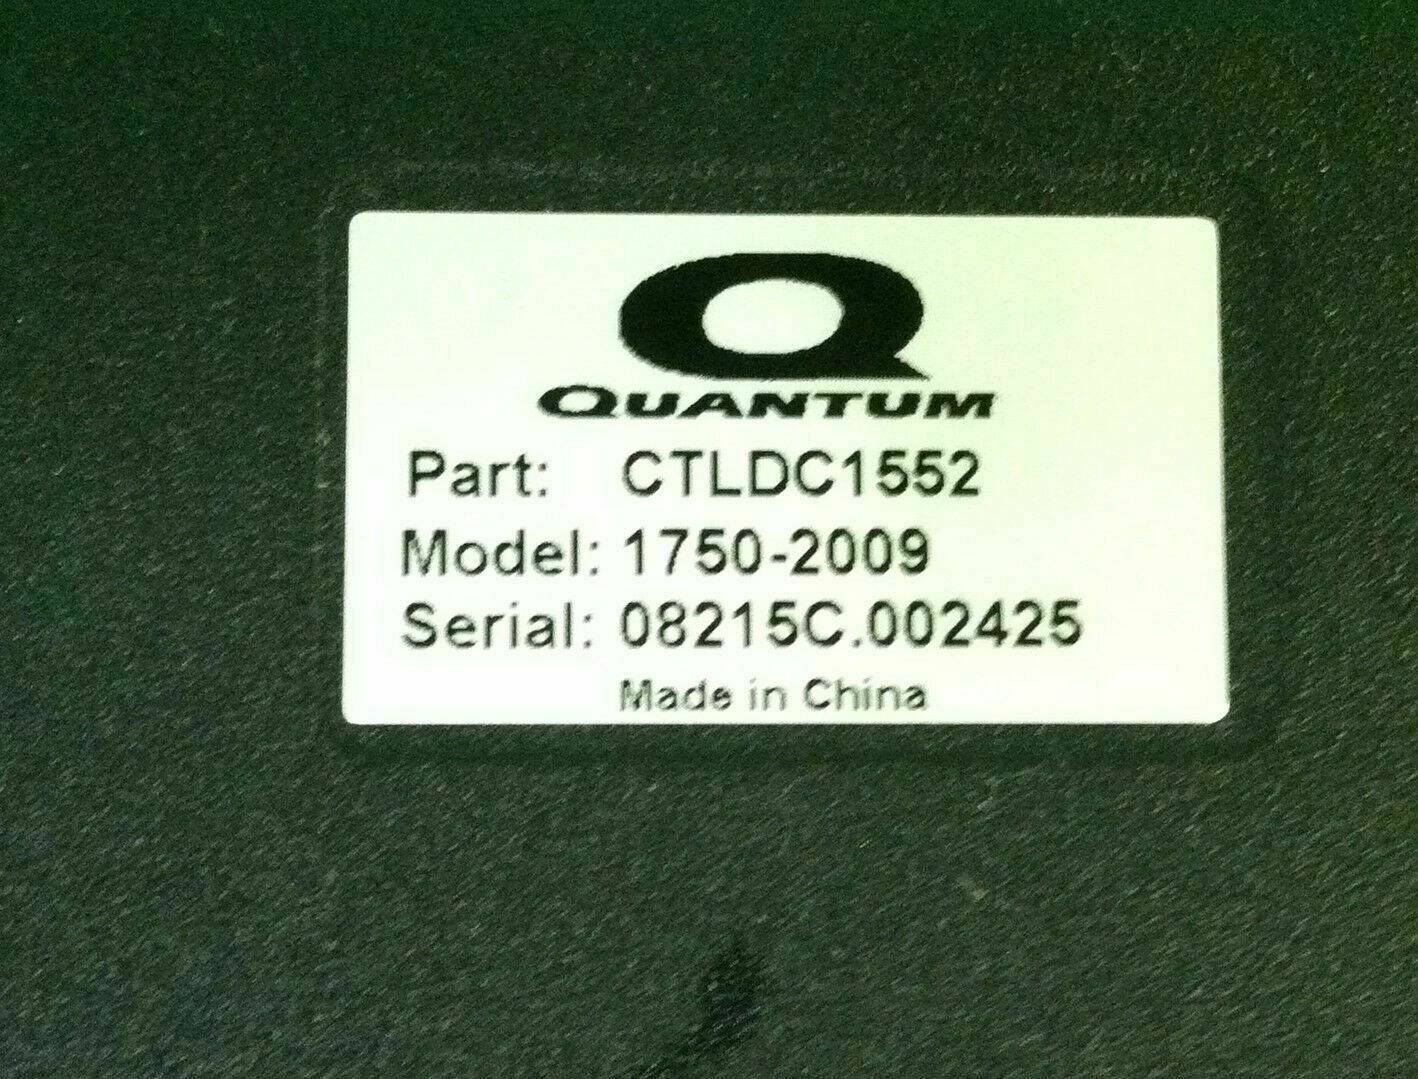 Q
QUANTUM
Part: CTLDC1552
Model: 1750-2009
Serial: 08215C.002425
Made in China